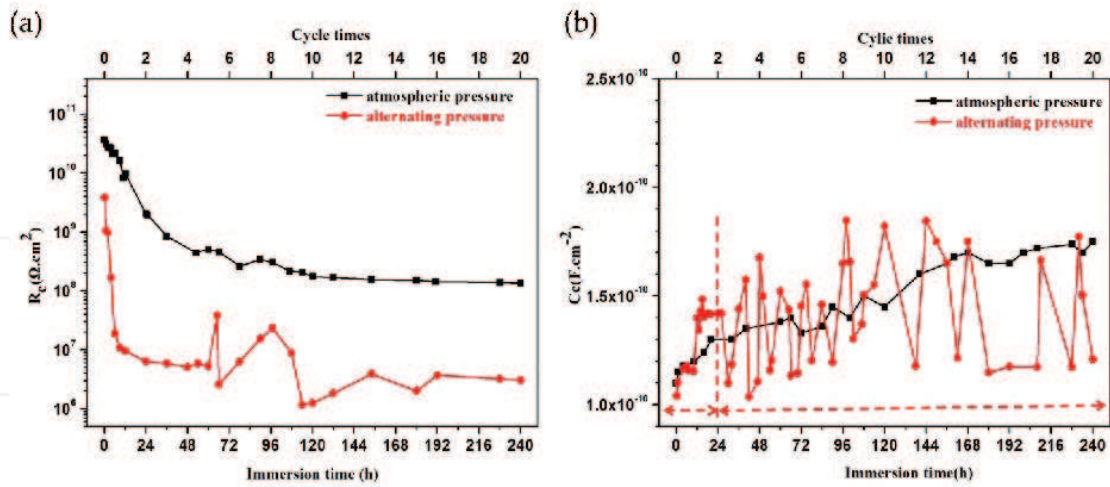 (a)
Cycle times
0 2 4 6 8 10 12 14 16 18 20
atmospheric pressure
alternating pressure
10^11
10^10
10^9
10^8
10^7
10^6
Rc(Ω.cm²)
0 24 48 72 96 120 144 168 192 216 240
Immersion time (h)
(b)
Cylie times
0 2 4 6 8 10 12 14 16 18 20
2.5x10^-10
2.0x10^-10
1.5x10^-10
1.0x10^-10
atmospheric pressure
alternating pressure
Cc(F.cm^-2)
0 24 48 72 96 120 144 168 192 216 240
Immersion time(h)